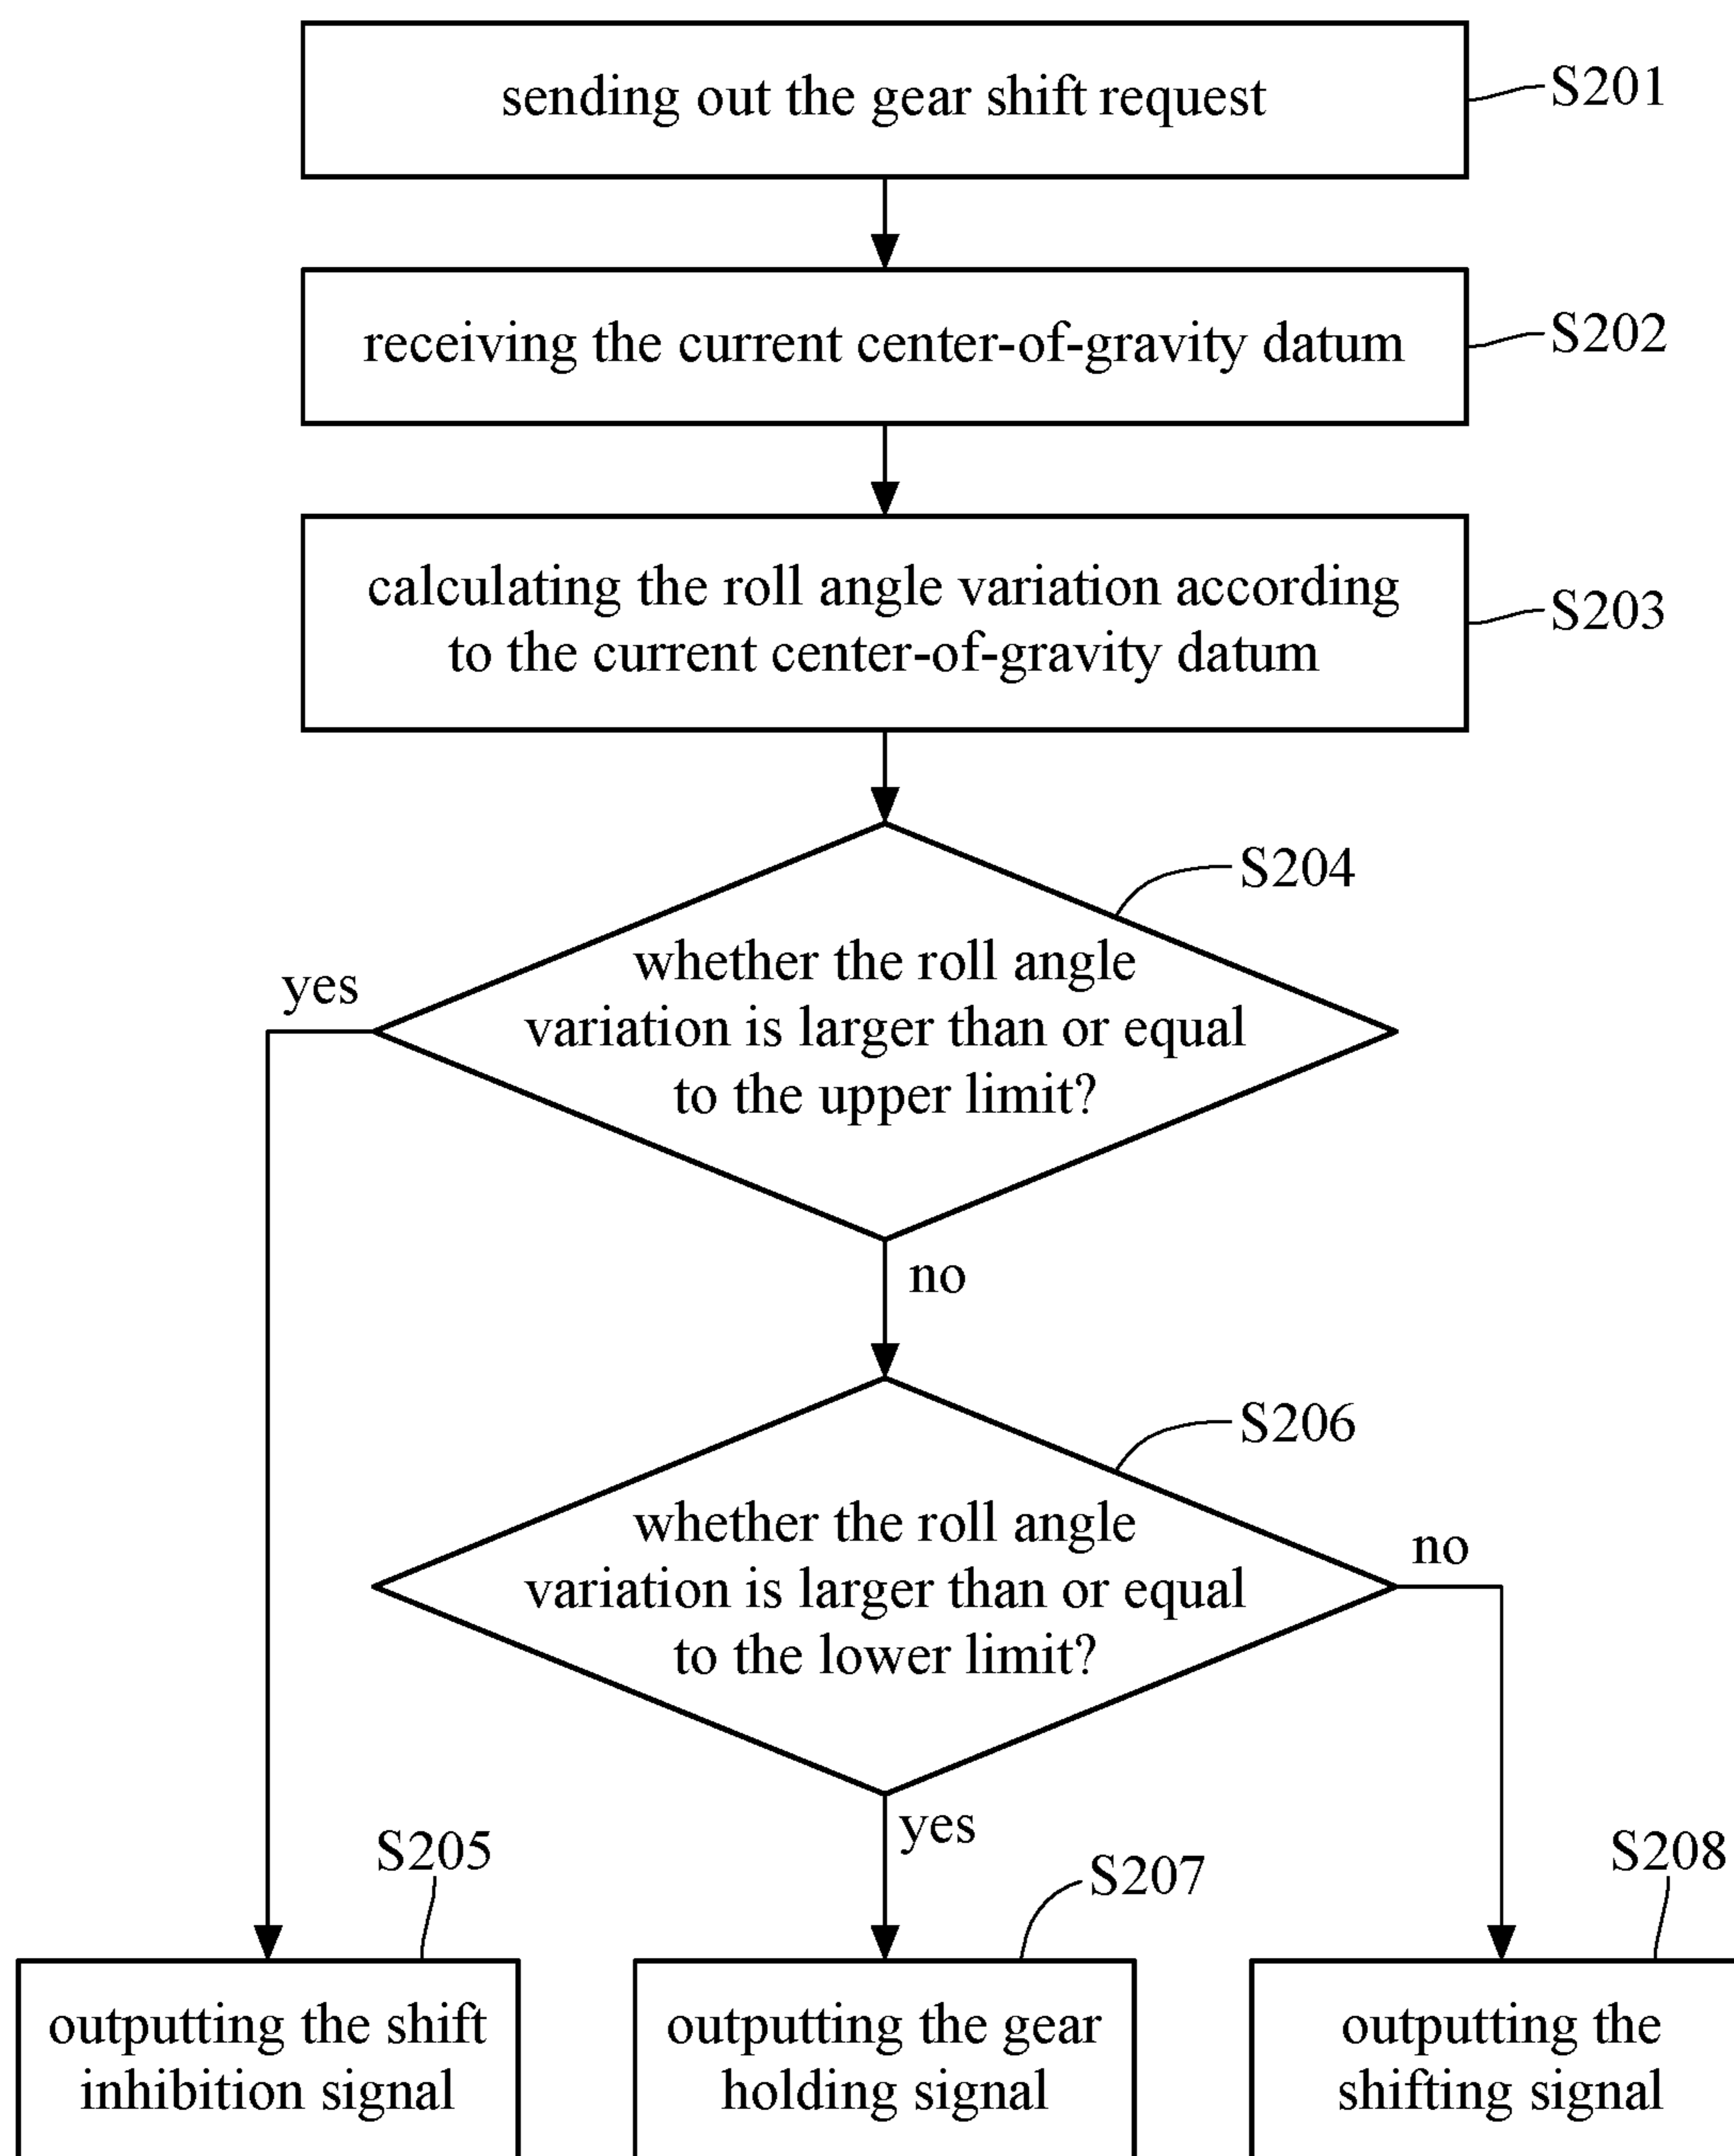 sending out the gear shift request
S201
receiving the current center-of-gravity datum
S202
calculating the roll angle variation according
to the current center-of-gravity datum
S203
S204
whether the roll angle
variation is larger than or equal
to the upper limit?
yes
no
S206
whether the roll angle
variation is larger than or equal
to the lower limit?
no
yes
S205
S207
S208
outputting the shift
inhibition signal
outputting the gear
holding signal
outputting the
shifting signal